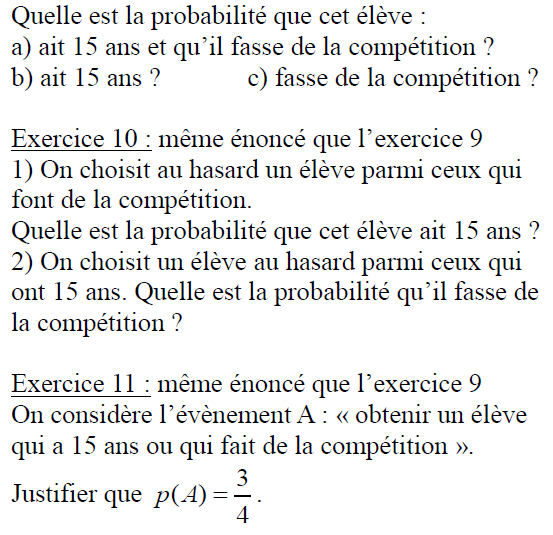 Quelle est la probabilité que cet élève :
a) ait 15 ans et qu’il fasse de la compétition ?
b) ait 15 ans ? c) fasse de la compétition ?
Exercice 10 : même énoncé que l’exercice 9
1) On choisit au hasard un élève parmi ceux qui
font de la compétition.
Quelle est la probabilité que cet élève ait 15 ans ?
2) On choisit un élève au hasard parmi ceux qui
ont 15 ans. Quelle est la probabilité qu’il fasse de
la compétition ?
Exercice 11 : même énoncé que l’exercice 9
On considère l’évènement A : « obtenir un élève
qui a 15 ans ou qui fait de la compétition ».
Justifier que p(A) = 3/4 .